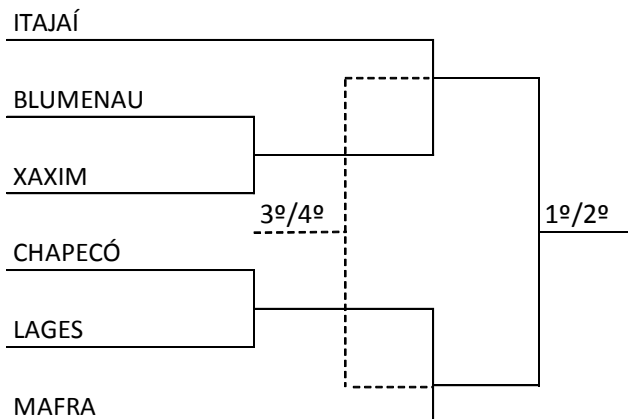 ITAJAÍ
BLUMENAU
XAXIM
3º/4º
1º/2º
CHAPECÓ
LAGES
MAFRA